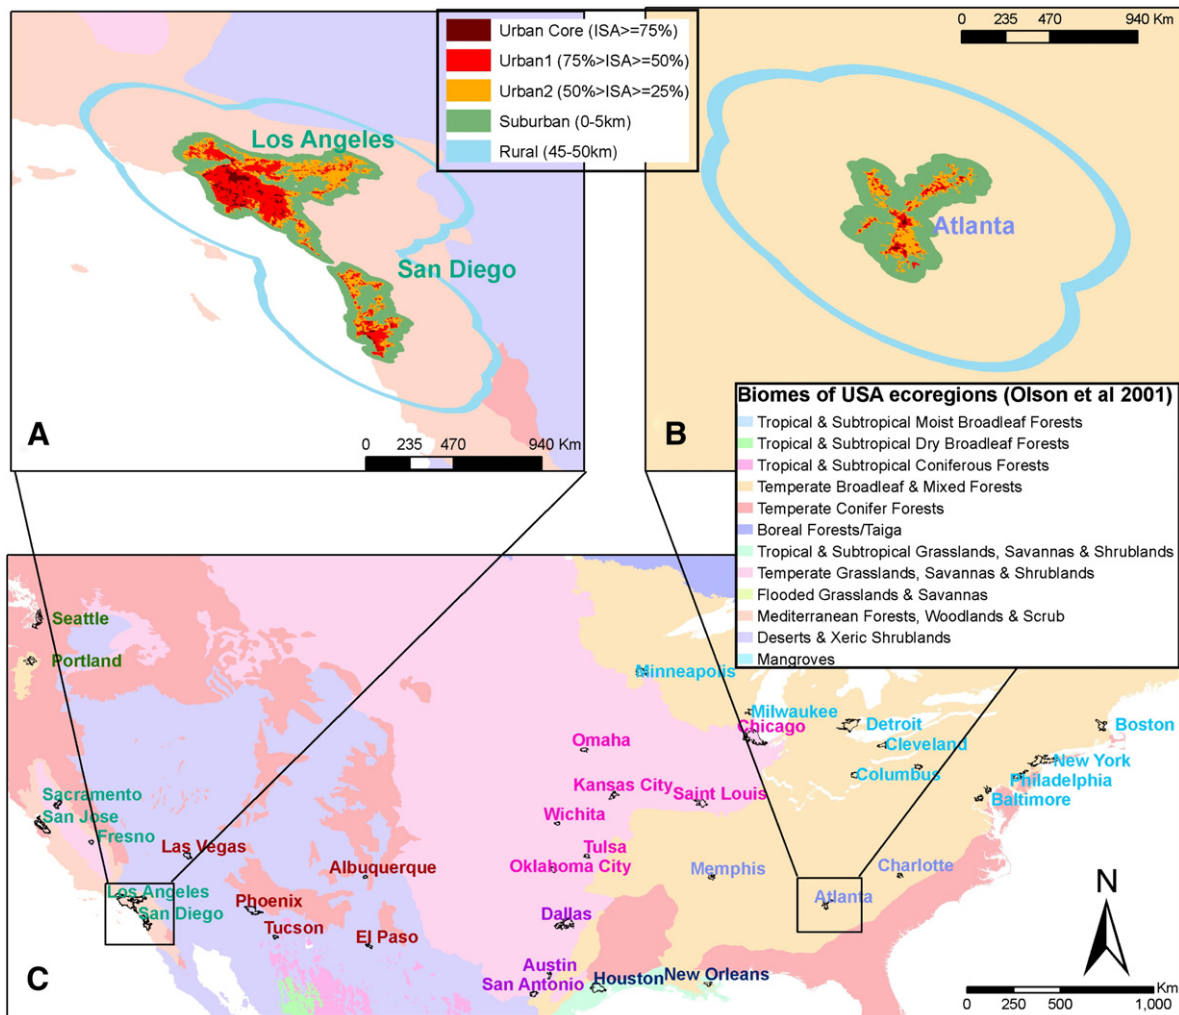 Urban Core (ISA>=75%)
Urban1 (75%>ISA>=50%)
Urban2 (50%>ISA>=25%)
Suburban (0-5km)
Rural (45-50km)
Los Angeles
San Diego
A
0 235 470 940 Km
0 235 470 940 Km
Atlanta
B
Biomes of USA ecoregions (Olson et al 2001)
Tropical & Subtropical Moist Broadleaf Forests
Tropical & Subtropical Dry Broadleaf Forests
Tropical & Subtropical Coniferous Forests
Temperate Broadleaf & Mixed Forests
Temperate Conifer Forests
Boreal Forests/Taiga
Tropical & Subtropical Grasslands, Savannas & Shrublands
Temperate Grasslands, Savannas & Shrublands
Flooded Grasslands & Savannas
Mediterranean Forests, Woodlands & Scrub
Deserts & Xeric Shrublands
Mangroves
Seattle
Portland
Minneapolis
Milwaukee
Detroit
Boston
Chicago
Cleveland
Omaha
New York
Columbus
Philadelphia
Kansas City
Saint Louis
Baltimore
Sacramento
San Jose
Wichita
Fresno
Las Vegas
Tulsa
Albuquerque
Oklahoma City
Memphis
Charlotte
Los Angeles
Atlanta
Phoenix
San Diego
Dallas
Tucson
El Paso
Austin
San Antonio
Houston
New Orleans
N
C
0 250 500 1,000 Km